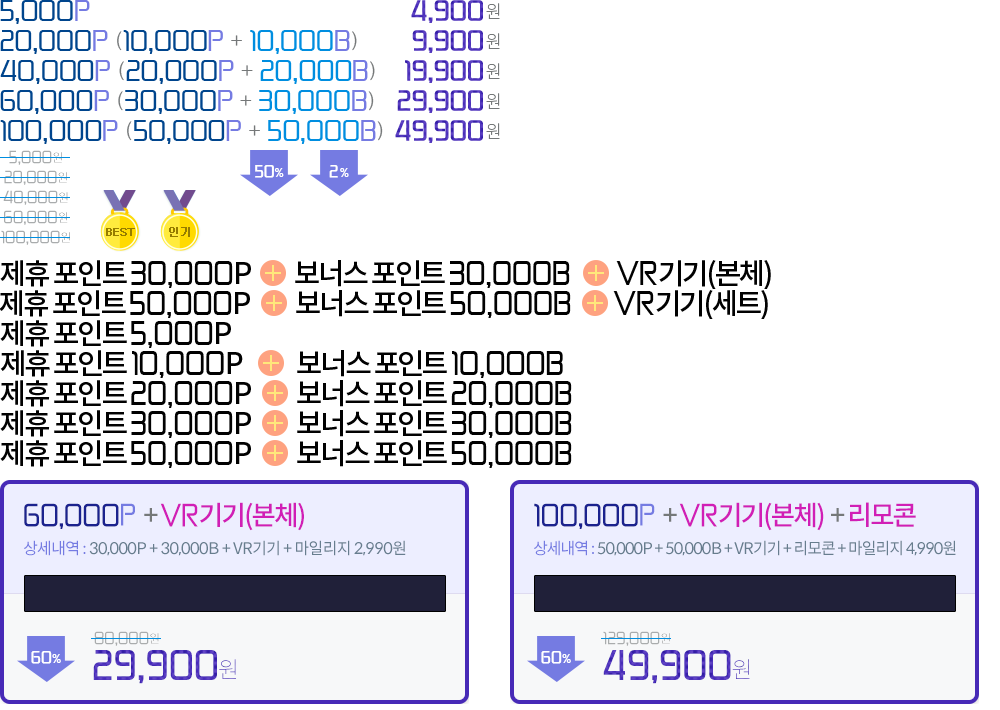 5,000P 4,900원
20,000P (10,000P + 10,000B) 9,900원
40,000P (20,000P + 20,000B) 19,900원
60,000P (30,000P + 30,000B) 29,900원
100,000P (50,000P + 50,000B) 49,900원
5,000원
20,000원
40,000원
60,000원
100,000원
50% 2%
BEST 인기
제휴 포인트 30,000P + 보너스 포인트 30,000B + VR기기(본체)
제휴 포인트 50,000P + 보너스 포인트 50,000B + VR기기(세트)
제휴 포인트 5,000P
제휴 포인트 10,000P + 보너스 포인트 10,000B
제휴 포인트 20,000P + 보너스 포인트 20,000B
제휴 포인트 30,000P + 보너스 포인트 30,000B
제휴 포인트 50,000P + 보너스 포인트 50,000B
60,000P + VR기기(본체)
상세내역 : 30,000P + 30,000B + VR기기 + 마일리지 2,990원
80,000원
60% 29,900원
100,000P + VR기기(본체) + 리모콘
상세내역 : 50,000P + 50,000B + VR기기 + 리모콘 + 마일리지 4,990원
129,000원
60% 49,900원